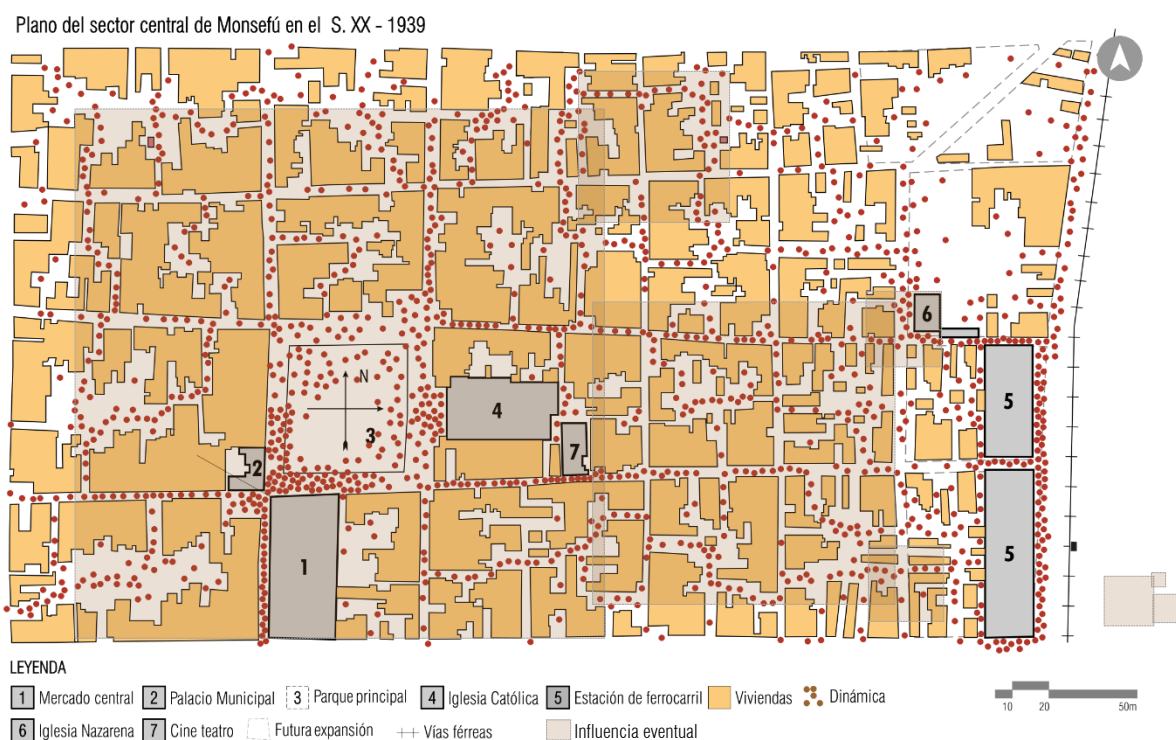 Plano del sector central de Monsefú en el S. XX - 1939
N
6
5
4
3
7
2
1
5
LEYENDA
1 Mercado central 2 Palacio Municipal 3 Parque principal 4 Iglesia Católica 5 Estación de ferrocarril Viviendas Dinámica
6 Iglesia Nazarena 7 Cine teatro Futura expansión Vías férreas Influencia eventual
10 20 50m